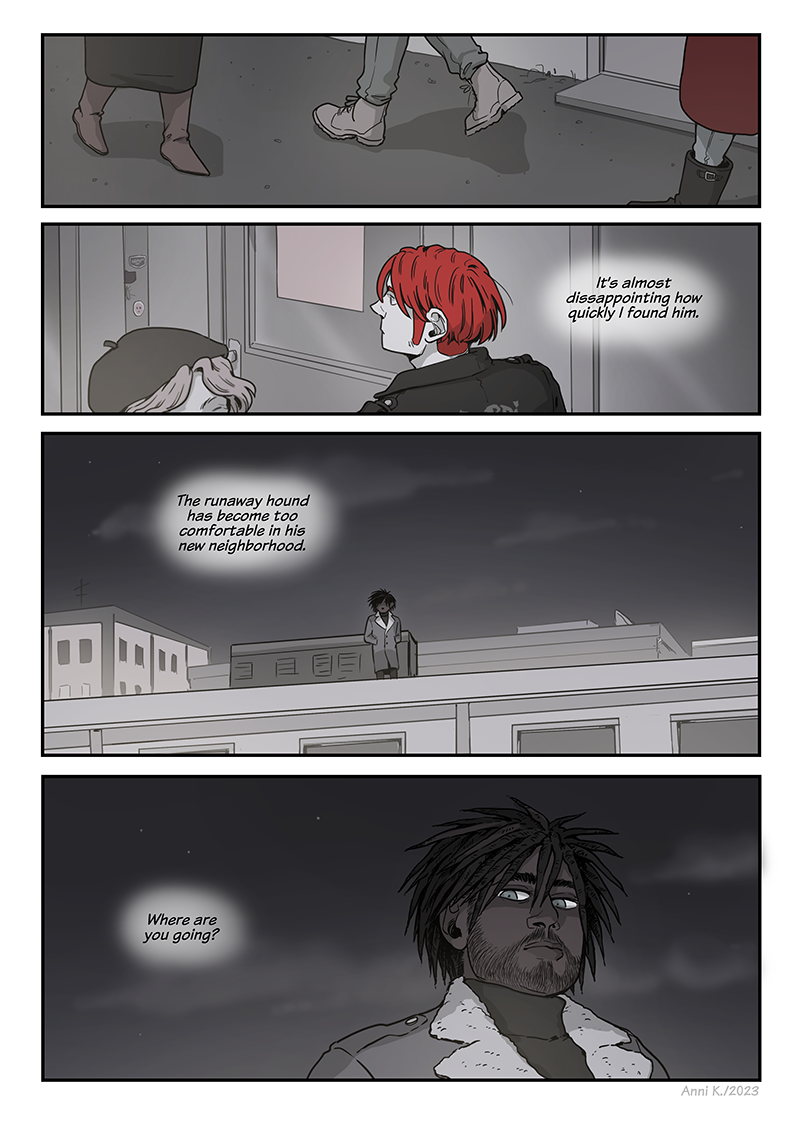 It's almost
dissappointing how
quickly I found him.
The runaway hound
has become too
comfortable in his
new neighborhood.
Where are
you going?
Anni K./2023